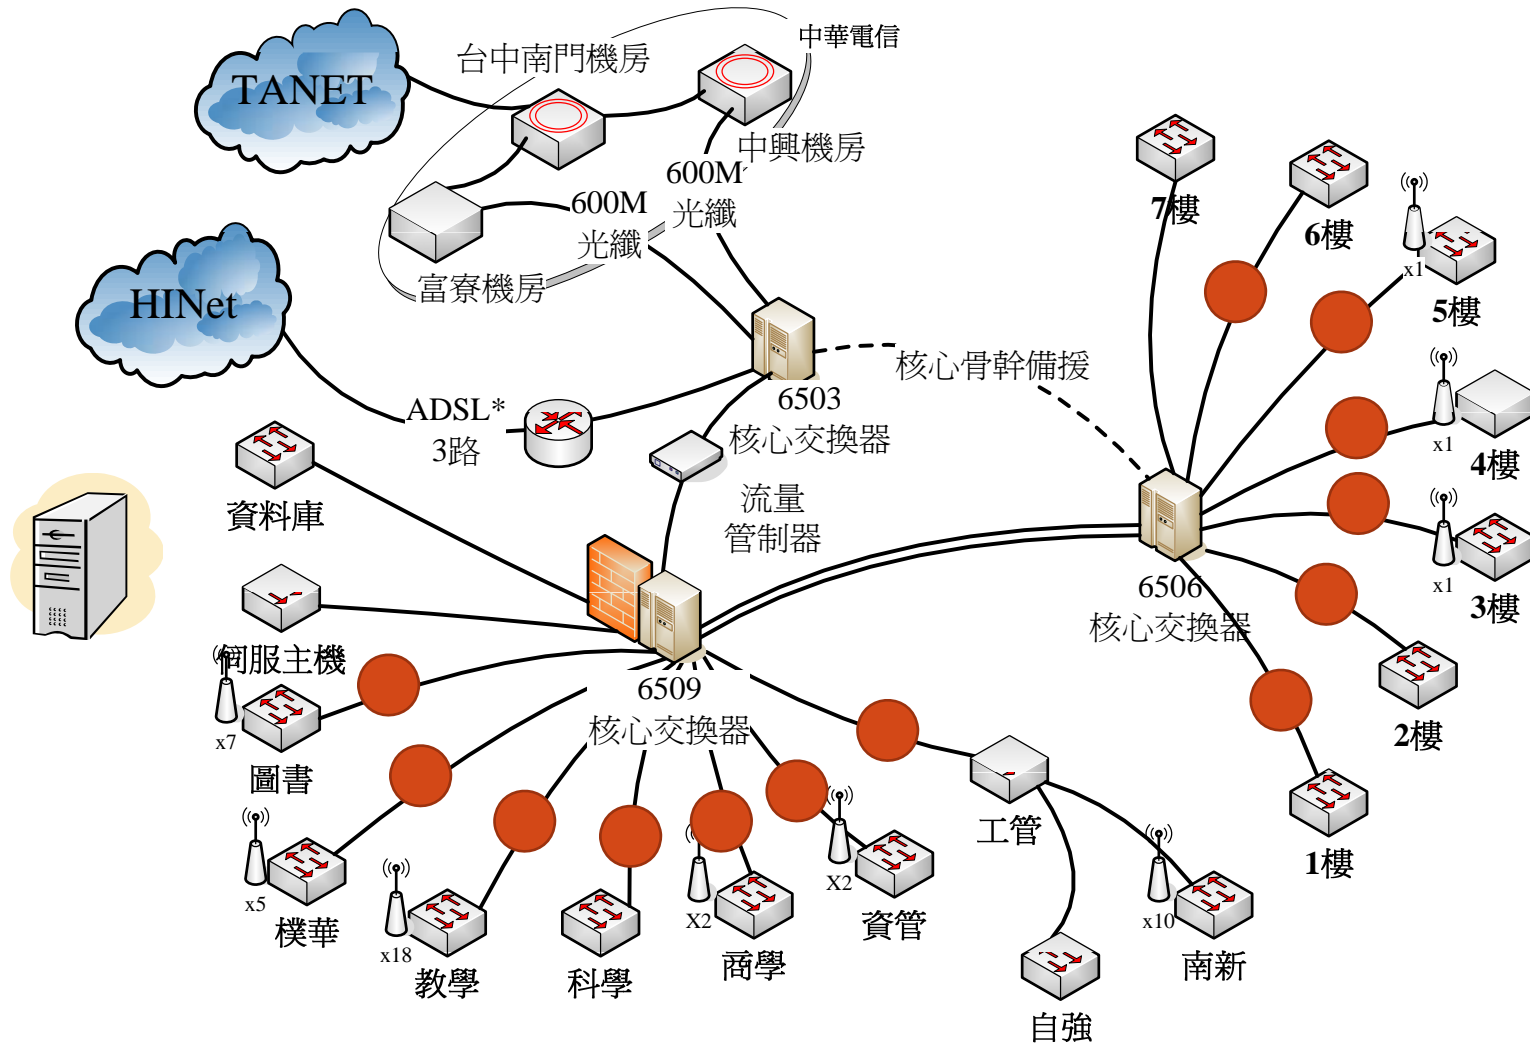 中華電信
台中南門機房
TANET
中興機房
600M
光纖
600M
光纖
富寮機房
HINet
7樓
6樓
x1
5樓
核心骨幹備援
6503
核心交換器
ADSL*
3路
x1
4樓
資料庫
流量
管制器
x1
3樓
6506
核心交換器
伺服主機
6509
核心交換器
2樓
x7
圖書
工管
1樓
x5
樸華
x18
教學
科學
X2
商學
X2
資管
x10
南新
自強